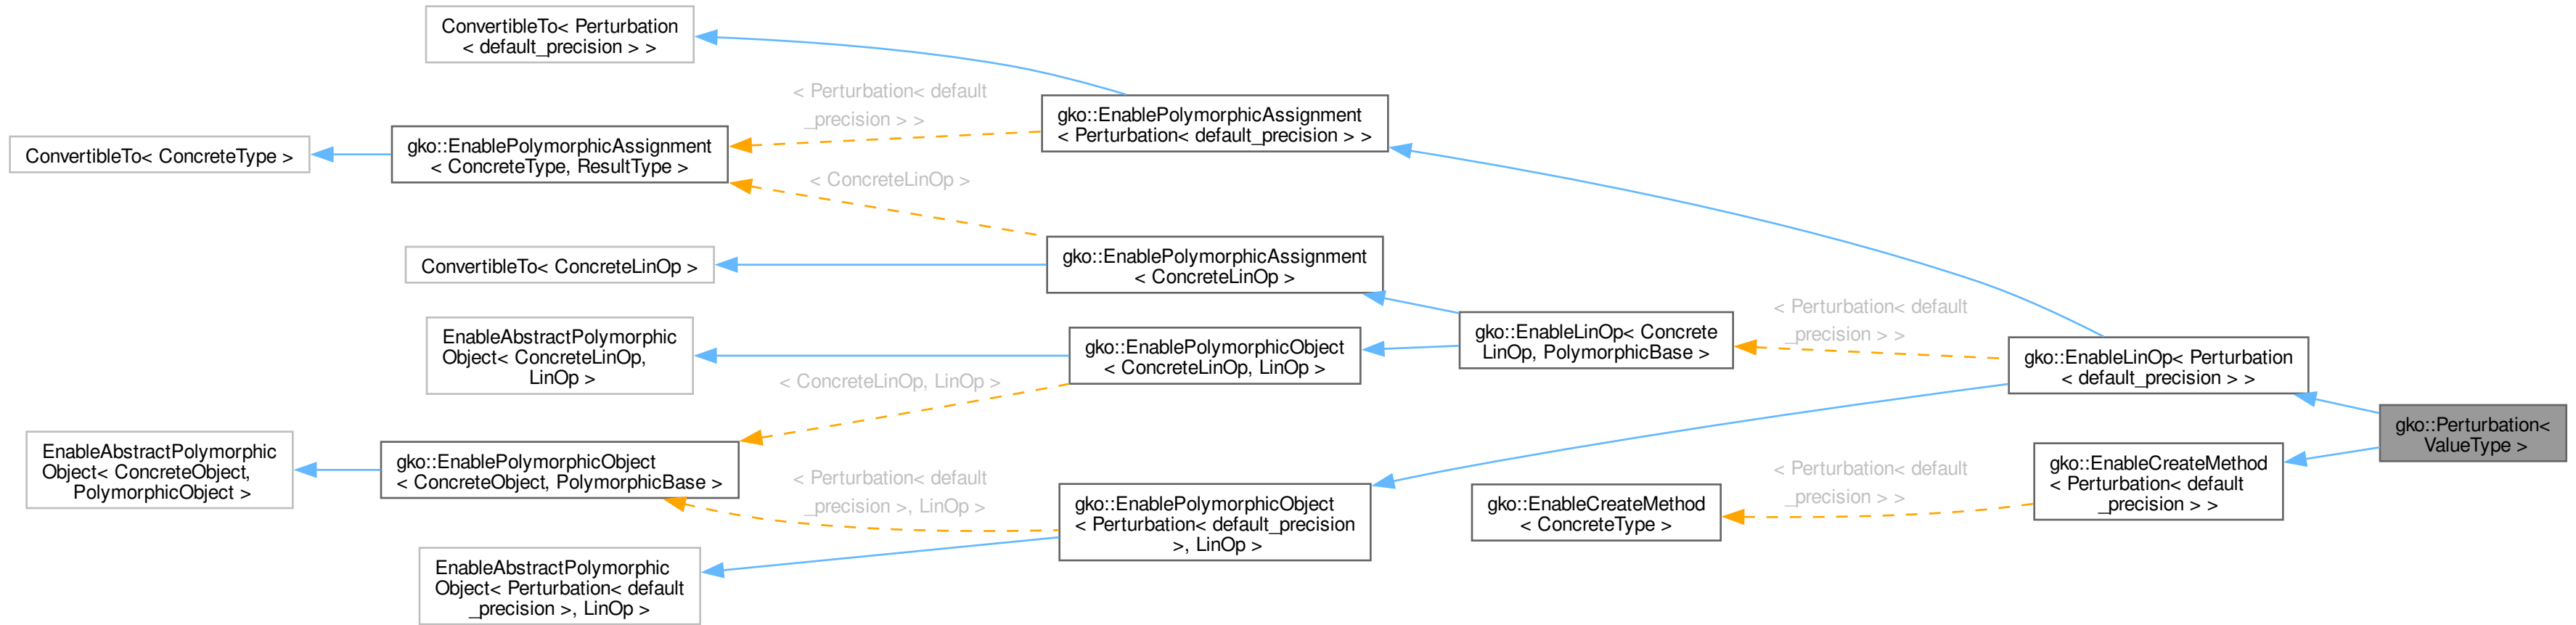 ConvertibleTo< Perturbation
< default_precision > >
< Perturbation< default
_precision > >
gko::EnablePolymorphicAssignment
< Perturbation< default_precision > >
ConvertibleTo< ConcreteType >
gko::EnablePolymorphicAssignment
< ConcreteType, ResultType >
< ConcreteLinOp >
ConvertibleTo< ConcreteLinOp >
gko::EnablePolymorphicAssignment
< ConcreteLinOp >
EnableAbstractPolymorphic
Object< ConcreteLinOp,
LinOp >
gko::EnablePolymorphicObject
< ConcreteLinOp, LinOp >
gko::EnableLinOp< Concrete
LinOp, PolymorphicBase >
< Perturbation< default
_precision > >
gko::EnableLinOp< Perturbation
< default_precision > >
< ConcreteLinOp, LinOp >
gko::Perturbation<
ValueType >
EnableAbstractPolymorphic
Object< ConcreteObject,
PolymorphicObject >
gko::EnablePolymorphicObject
< ConcreteObject, PolymorphicBase >
< Perturbation< default
_precision >, LinOp >
gko::EnablePolymorphicObject
< Perturbation< default_precision
>, LinOp >
gko::EnableCreateMethod
< ConcreteType >
< Perturbation< default
_precision > >
gko::EnableCreateMethod
< Perturbation< default
_precision > >
EnableAbstractPolymorphic
Object< Perturbation< default
_precision >, LinOp >